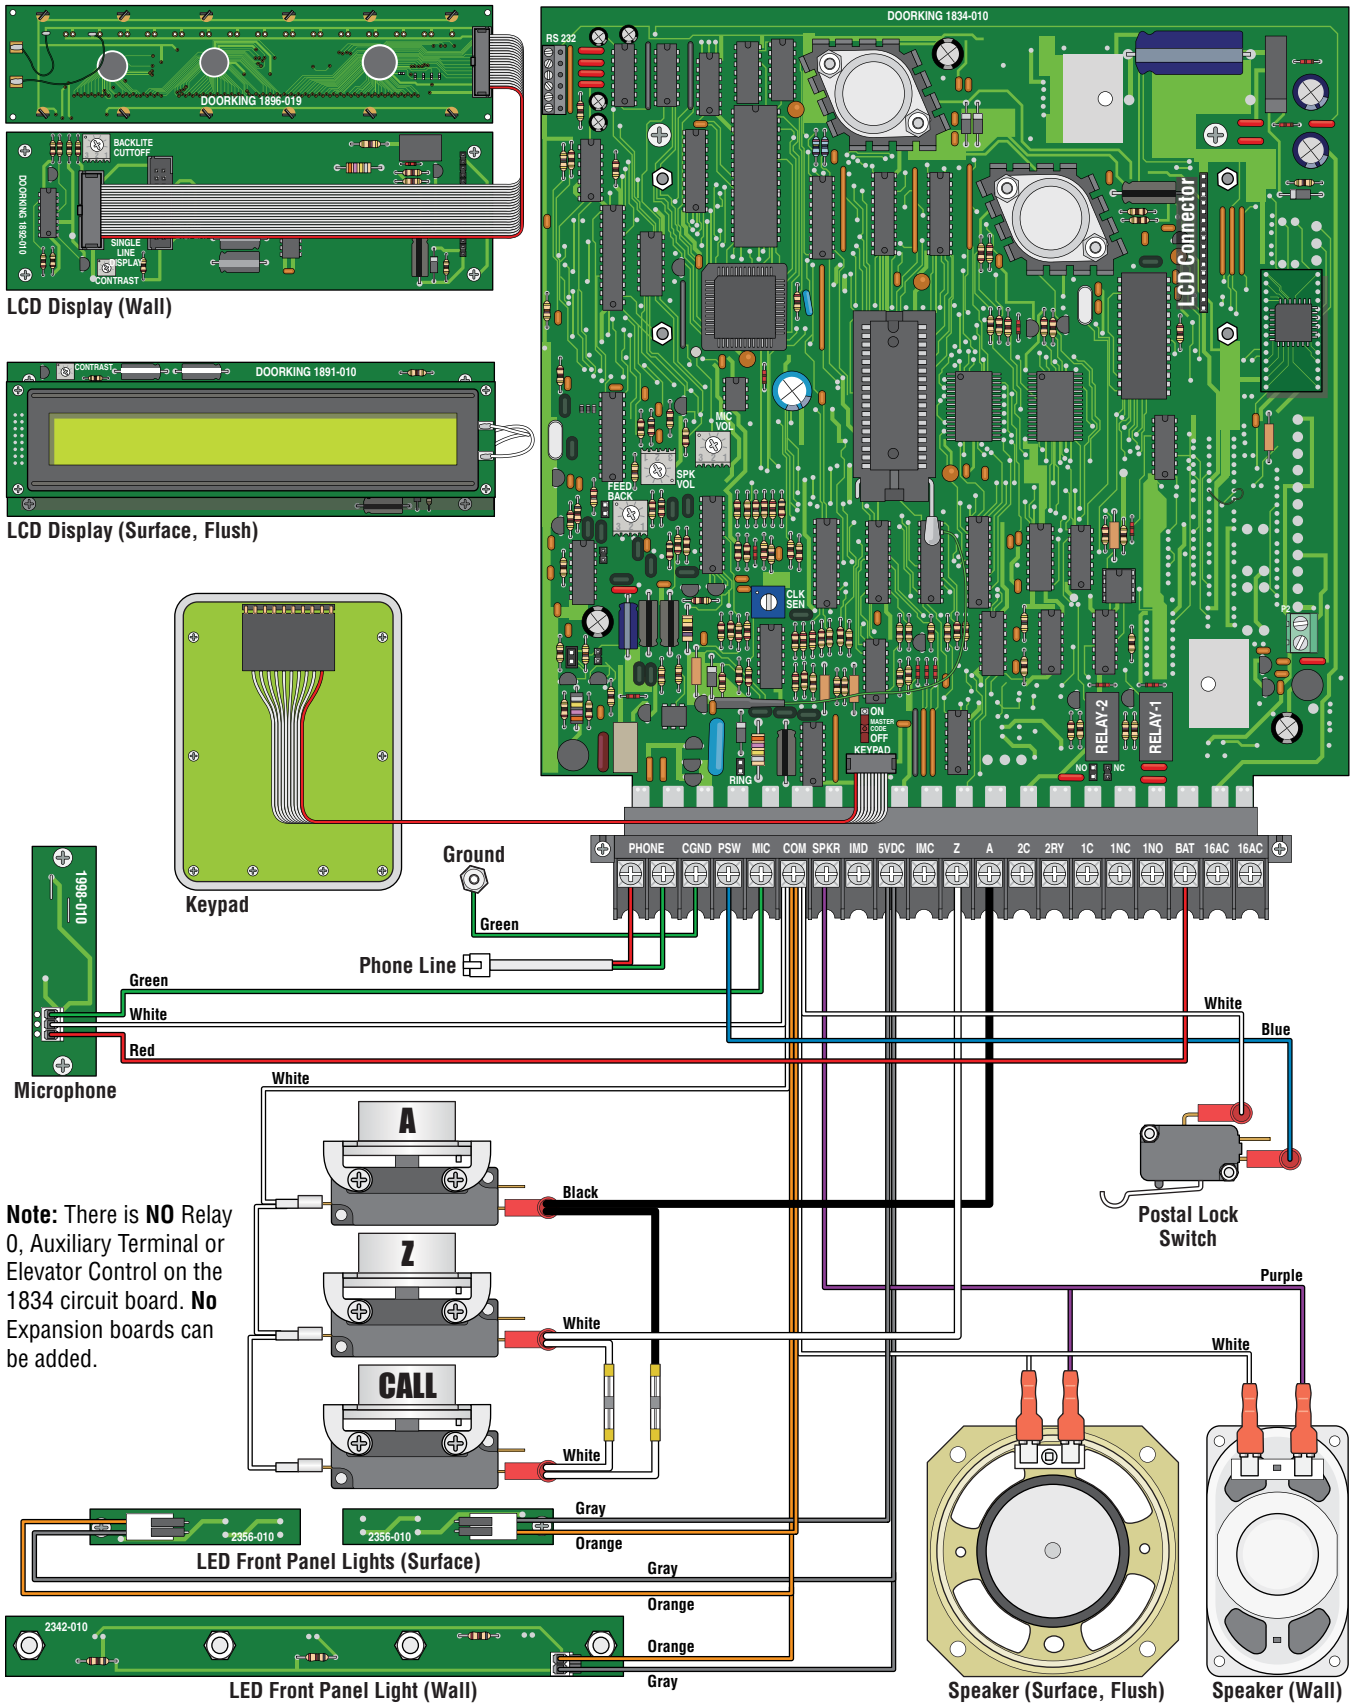 DOORKING 1896-019
BACKLITE
CUTTOFF
DOORKING 1892-010
SINGLE
LINE
DISPLAY
CONTRAST
LCD Display (Wall)
CONTRAST
DOORKING 1891-010
LCD Display (Surface, Flush)
DOORKING 1834-010
RS 232
LCD Connector
MIC
VOL
SPK
VOL
FEED
BACK
CLK
SEN
P2
ON
MASTER
CODE
OFF
KEYPAD
RING
RELAY-2
RELAY-1
NO
NC
PHONE CGND PSW MIC COM SPKR IMD 5VDC IMC Z A 2C 2RY 1C 1NC 1NO BAT 16AC 16AC
Keypad
Ground
Green
Phone Line
1998-010
Green
White
Red
Microphone
White
Blue
Postal Lock
Switch
White
A
Black
Z
White
CALL
White
Note: There is NO Relay
0, Auxiliary Terminal or
Elevator Control on the
1834 circuit board. No
Expansion boards can
be added.
Purple
White
2356-010
2356-010
Gray
Orange
LED Front Panel Lights (Surface)
Gray
Orange
2342-010
Orange
Gray
LED Front Panel Light (Wall)
Speaker (Surface, Flush)
Speaker (Wall)